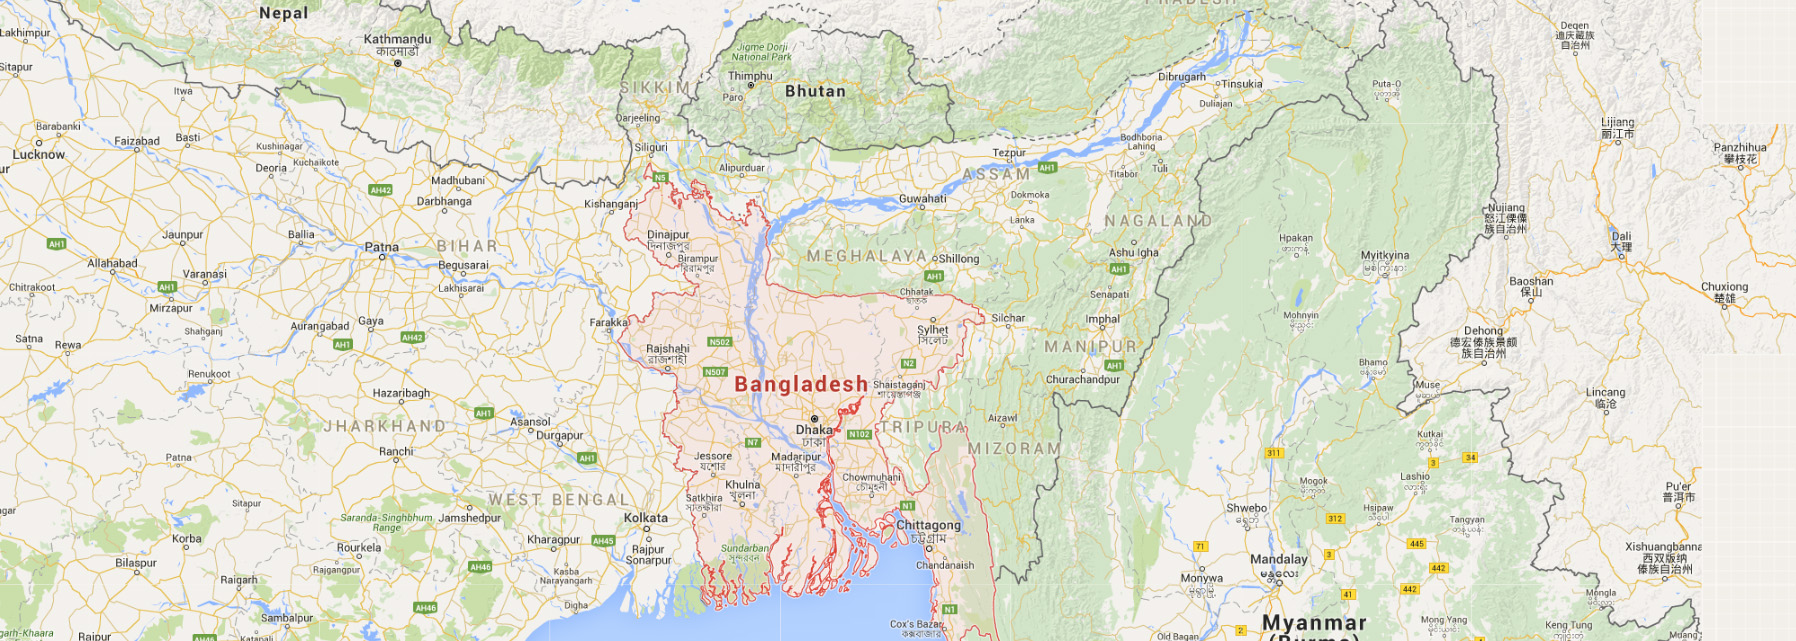 Nepal
PRADESH
Lakhimpur
Kathmandu
काठमाडौं
Deqen
迪庆藏族
自治州
Jigme Dorji
National Park
Sitapur
Itwa
SIKKIM
Thimphu
Paro
Bhutan
Dibrugarh
Tinsukia
Duliajan
Puta-O
Darjeeling
Lijiang
丽江市
Barabanki
Faizabad
Basti
Lucknow
Kushinagar
Kuchaikote
Deoria
Siliguri
Bodhboria
Lahing
Tezpur
Panzhihua
攀枝花
Alipurduar
AH1
Titabor
Tuli
ASSAM
N5
Madhubani
AH42
Darbhanga
Kishanganj
Guwahati
Dokmoka
Lanka
NAGALAND
Nujiang
怒江傈僳
族自治州
Jaunpur
Ballia
AH1
Patna
BIHAR
Dinajpur
দিনাজপুর
Birampur
বিরামপুর
MEGHALAYA
Shillong
Ashu Igha
Hpakan
Myitkyina
Dali
大理
Allahabad
Varanasi
Begusarai
AH1
AH1
Baoshan
保山
Chitrakoot
AH1
Mirzapur
Lakhisarai
Chhatak
Senapati
Chuxiong
楚雄
Aurangabad
Gaya
Farakka
Sylhet
সিলেট
Silchar
Imphal
Mohnyin
Satna
Rewa
Shahganj
AH1
AH42
Rajshahi
রাজশাহী
N502
MANIPUR
Dehong
德宏傣族景颇
族自治州
Renukoot
N507
N2
AH1
Bhamo
Bangladesh
Shaistaganj
Churachandpur
Muse
Hazaribagh
Lincang
临沧
AH1
Asansol
Dhaka
ঢাকা
Aizawl
JHARKHAND
Durgapur
N7
N102
TRIPURA
Kutkai
Ranchi
AH1
Jessore
যশোর
Madaripur
মাদারীপুর
MIZORAM
311
3
34
Patna
Khulna
খুলনা
Chowmuhani
Mogok
Lashio
Sitapur
WEST BENGAL
Satkhira
সাতক্ষীরা
N1
Pu'er
普洱市
Saranda-Singhbhum
Range
Jamshedpur
Kolkata
Chittagong
চট্টগ্রাম
Shwebo
Hsipaw
312
Tangyan
Korba
Rourkela
Kharagpur
AH45
Rajpur
Sonarpur
Sundarban
সুন্দরবন
71
3
445
Xishuangbanna
西双版纳
傣族自治州
Bilaspur
AH46
Rajgangpur
Kasba
Narayangarh
Chandanaish
Mandalay
442
Raigarh
Monywa
442
AH46
Digha
N1
41
Mongla
garh-Khara
Raipur
AH46
Sambalpur
Katapali
Cox's Bazar
কক্সবাজার
Old Bagan
2
Myanmar
(Burma)
Mong Yang
Keng Tung